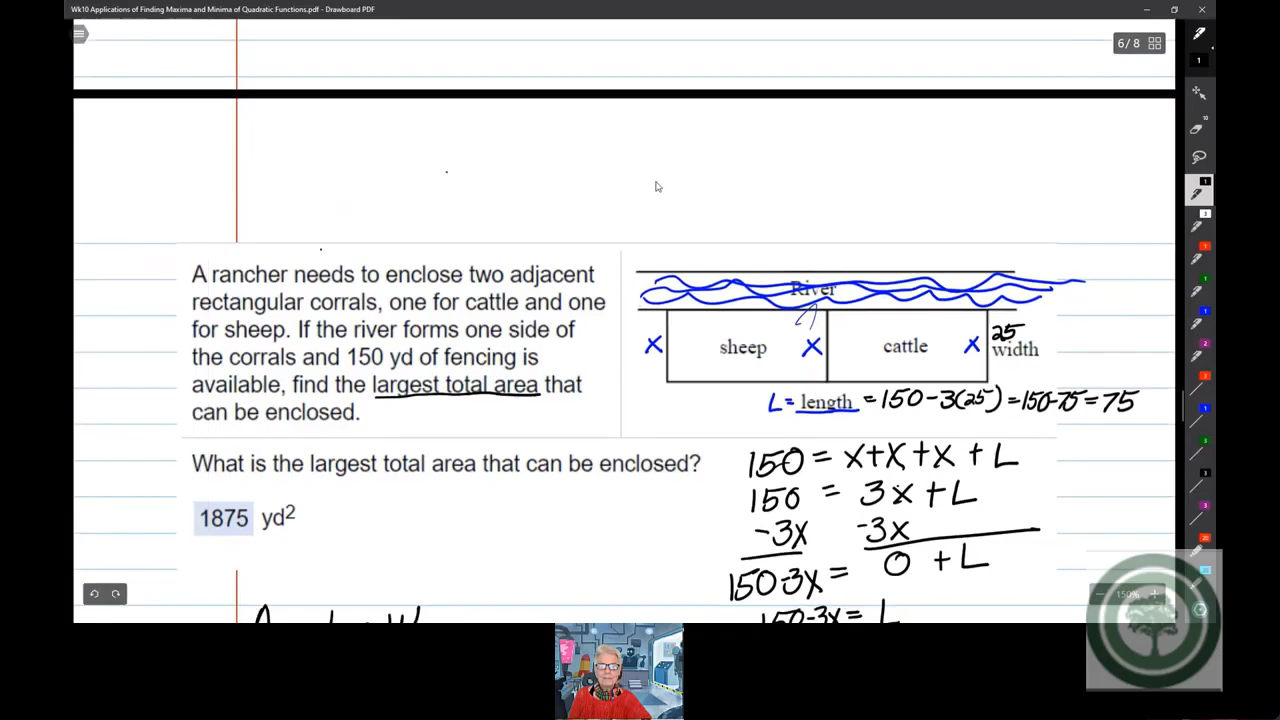 Wk10 Applications of Finding Maxima and Minima of Quadratic Functions.pdf - Drawboard PDF
6/8
A rancher needs to enclose two adjacent
rectangular corrals, one for cattle and one
for sheep. If the river forms one side of
the corrals and 150 yd of fencing is
available, find the largest total area that
can be enclosed.
River
X sheep X cattle X 25
width
L = length = 150-3(25) = 150-75 = 75
What is the largest total area that can be enclosed?
1875 yd2
150 = x+x+x + L
150 = 3x + L
-3x -3x
150-3x = 0 + L
150-3x = L
150%